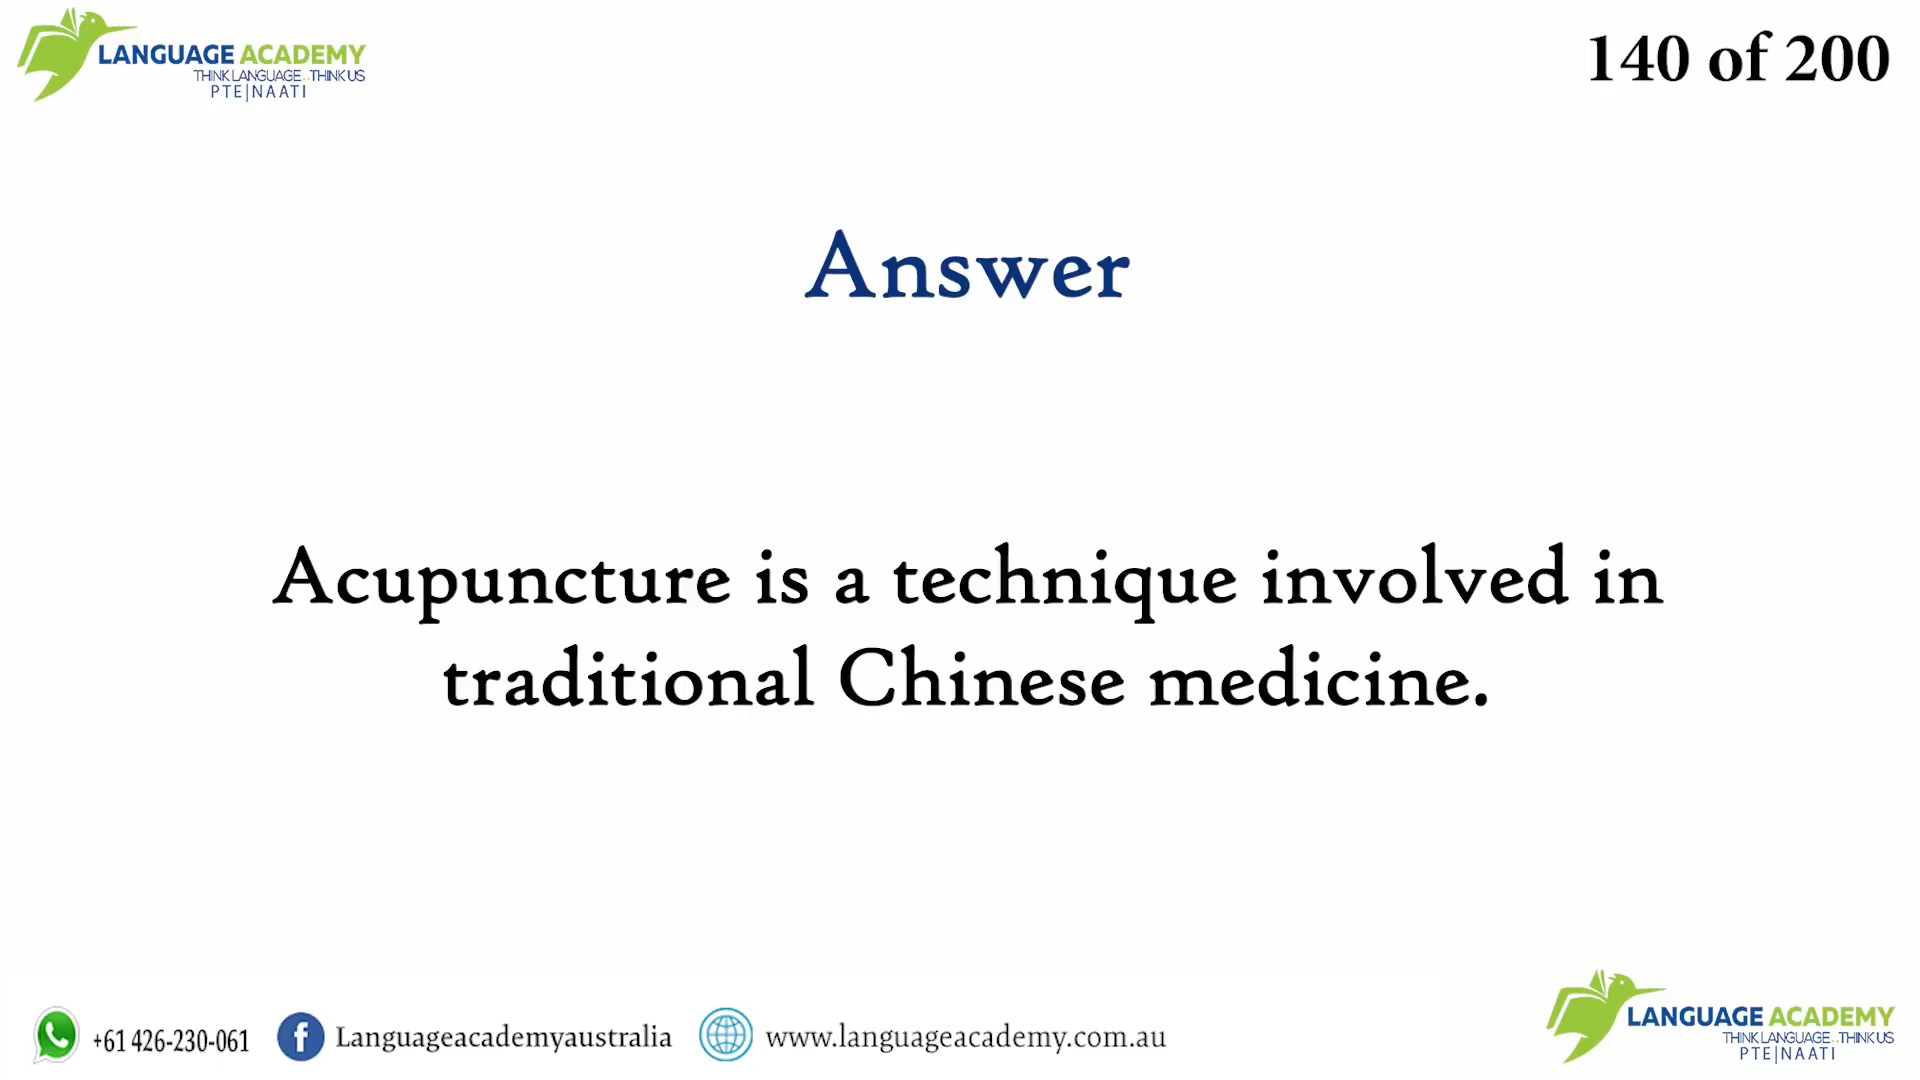 LANGUAGE ACADEMY
THINK LANGUAGE..THINK US
PTE|NAATI
140 of 200
Answer
Acupuncture is a technique involved in
traditional Chinese medicine.
+61 426-230-061
Languageacademyaustralia
www.languageacademy.com.au
LANGUAGE ACADEMY
THINK LANGUAGE..THINK US
PTE|NAATI